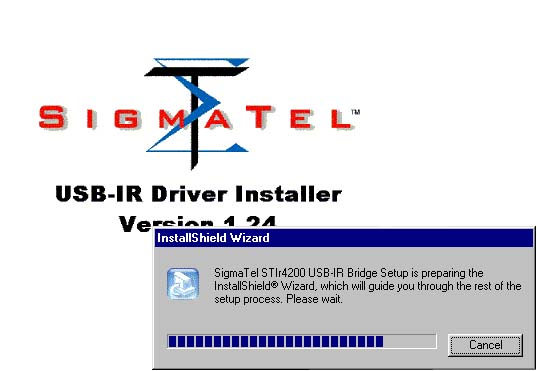 SIGMATEL™
USB-IR Driver Installer
Version 1.24
InstallShield Wizard
SigmaTel STIr4200 USB-IR Bridge Setup is preparing the
InstallShield® Wizard, which will guide you through the rest of the
setup process. Please wait.
Cancel